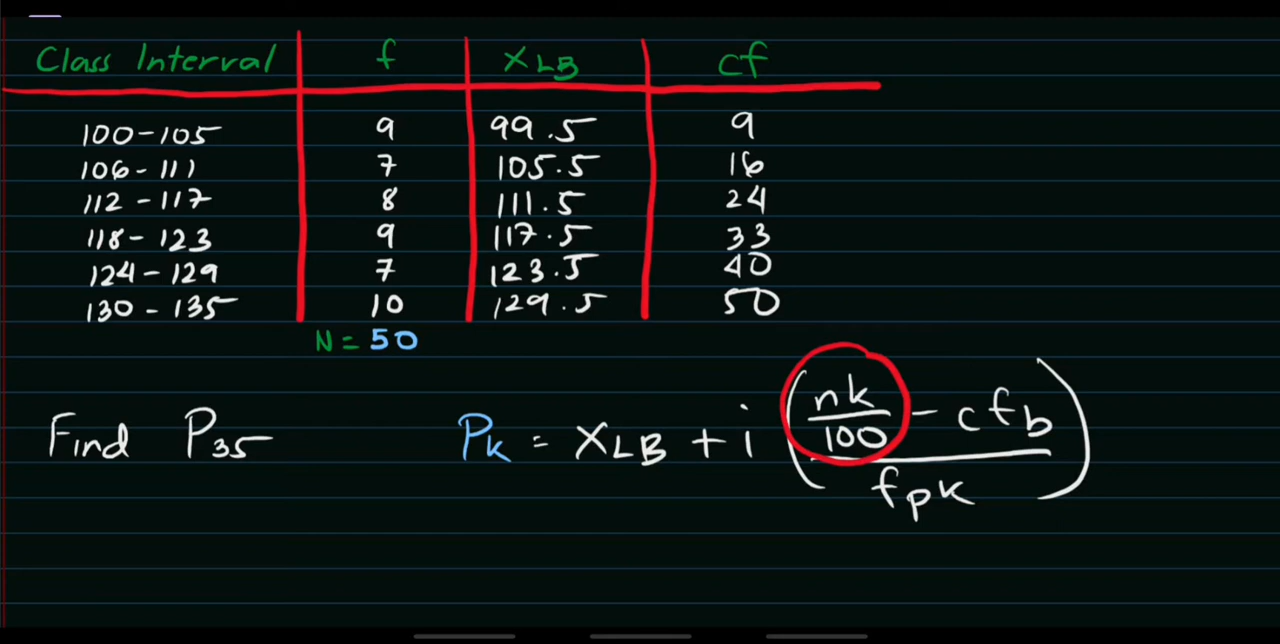 Class Interval f XLB cf
100-105 9 99.5 9
106-111 7 105.5 16
112-117 8 111.5 24
118-123 9 117.5 33
124-129 7 123.5 40
130-135 10 129.5 50
N = 50
Find P35 Pk = XLB + i (nk/100 - cfb / fpk)